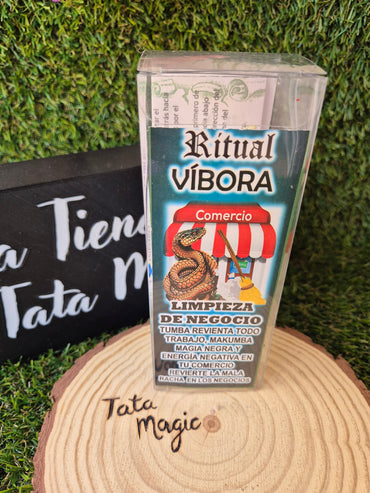 Ritual
VÍBORA
Comercio
LIMPIEZA
DE NEGOCIO
TUMBA REVIENTA TODO
TRABAJO, MAKUMBA
MAGIA NEGRA Y
ENERGÍA NEGATIVA EN
TU COMERCIO
REVIERTE LA MALA
RACHA EN LOS NEGOCIOS
a Tiend
Tata M
Tata
Magic